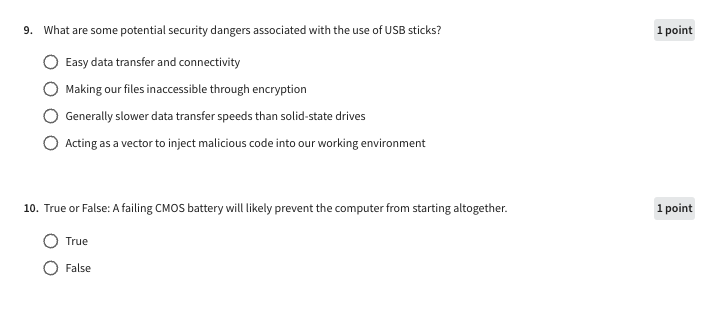 9. What are some potential security dangers associated with the use of USB sticks?
1 point
Easy data transfer and connectivity
Making our files inaccessible through encryption
Generally slower data transfer speeds than solid-state drives
Acting as a vector to inject malicious code into our working environment
10. True or False: A failing CMOS battery will likely prevent the computer from starting altogether.
1 point
True
False